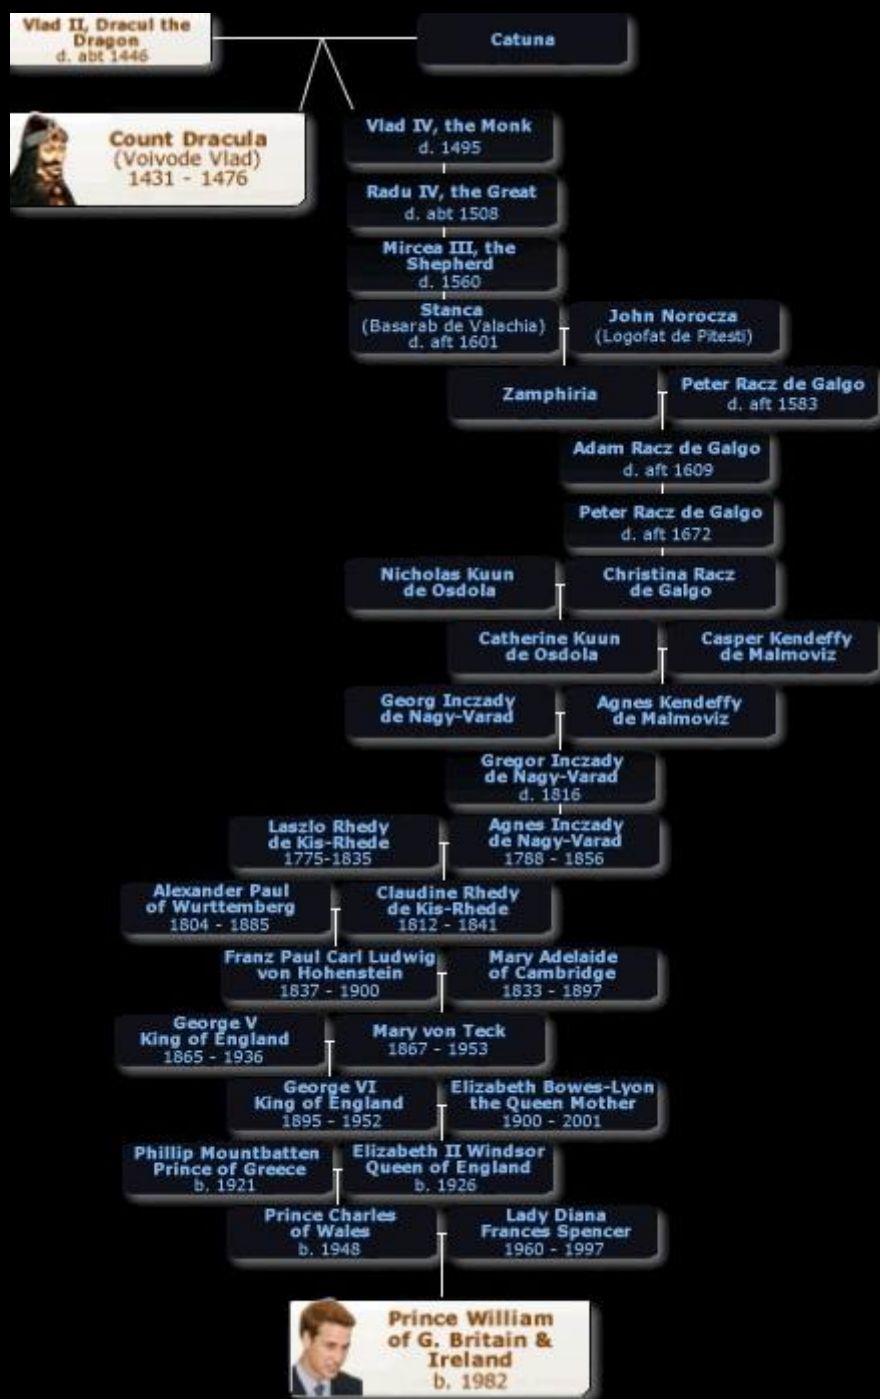 Vlad II, Dracul the
Dragon
d. abt 1446
Catuna
Count Dracula
(Voivode Vlad)
1431 - 1476
Vlad IV, the Monk
d. 1495
Radu IV, the Great
d. abt 1508
Mircea III, the
Shepherd
d. 1560
Stanca
(Basarab de Valachia)
d. aft 1601
John Norocza
(Logofat de Pitesti)
Zamphiria
Peter Racz de Galgo
d. aft 1583
Adam Racz de Galgo
d. aft 1609
Peter Racz de Galgo
d. aft 1672
Nicholas Kuun
de Osdola
Christina Racz
de Galgo
Catherine Kuun
de Osdola
Casper Kendeffy
de Malmoviz
Georg Inczady
de Nagy-Varad
Agnes Kendeffy
de Malmoviz
Gregor Inczady
de Nagy-Varad
d. 1816
Laszlo Rhedy
de Kis-Rhede
1775-1835
Agnes Inczady
de Nagy-Varad
1788 - 1856
Alexander Paul
of Wurttemberg
1804 - 1885
Claudine Rhedy
de Kis-Rhede
1812 - 1841
Franz Paul Carl Ludwig
von Hohenstein
1837 - 1900
Mary Adelaide
of Cambridge
1833 - 1897
George V
King of England
1865 - 1936
Mary von Teck
1867 - 1953
George VI
King of England
1895 - 1952
Elizabeth Bowes-Lyon
the Queen Mother
1900 - 2001
Phillip Mountbatten
Prince of Greece
b. 1921
Elizabeth II Windsor
Queen of England
b. 1926
Prince Charles
of Wales
b. 1948
Lady Diana
Frances Spencer
1960 - 1997
Prince William
of G. Britain &
Ireland
b. 1982